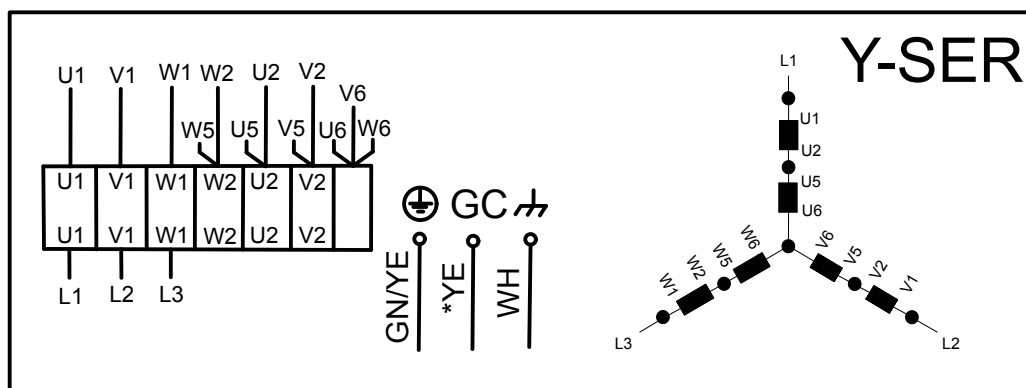 Y-SER
U1 V1 W1 W2 U2 V2 V6
W5 U5 V5 U6 W6
U1 V1 W1 W2 U2 V2
U1 V1 W1 W2 U2 V2
L1 L2 L3
GC
GN/YE *YE WH
L1
U1
U2
U5
U6
W1 W2 W5 W6
V6 V5 V2 V1
L3 L2